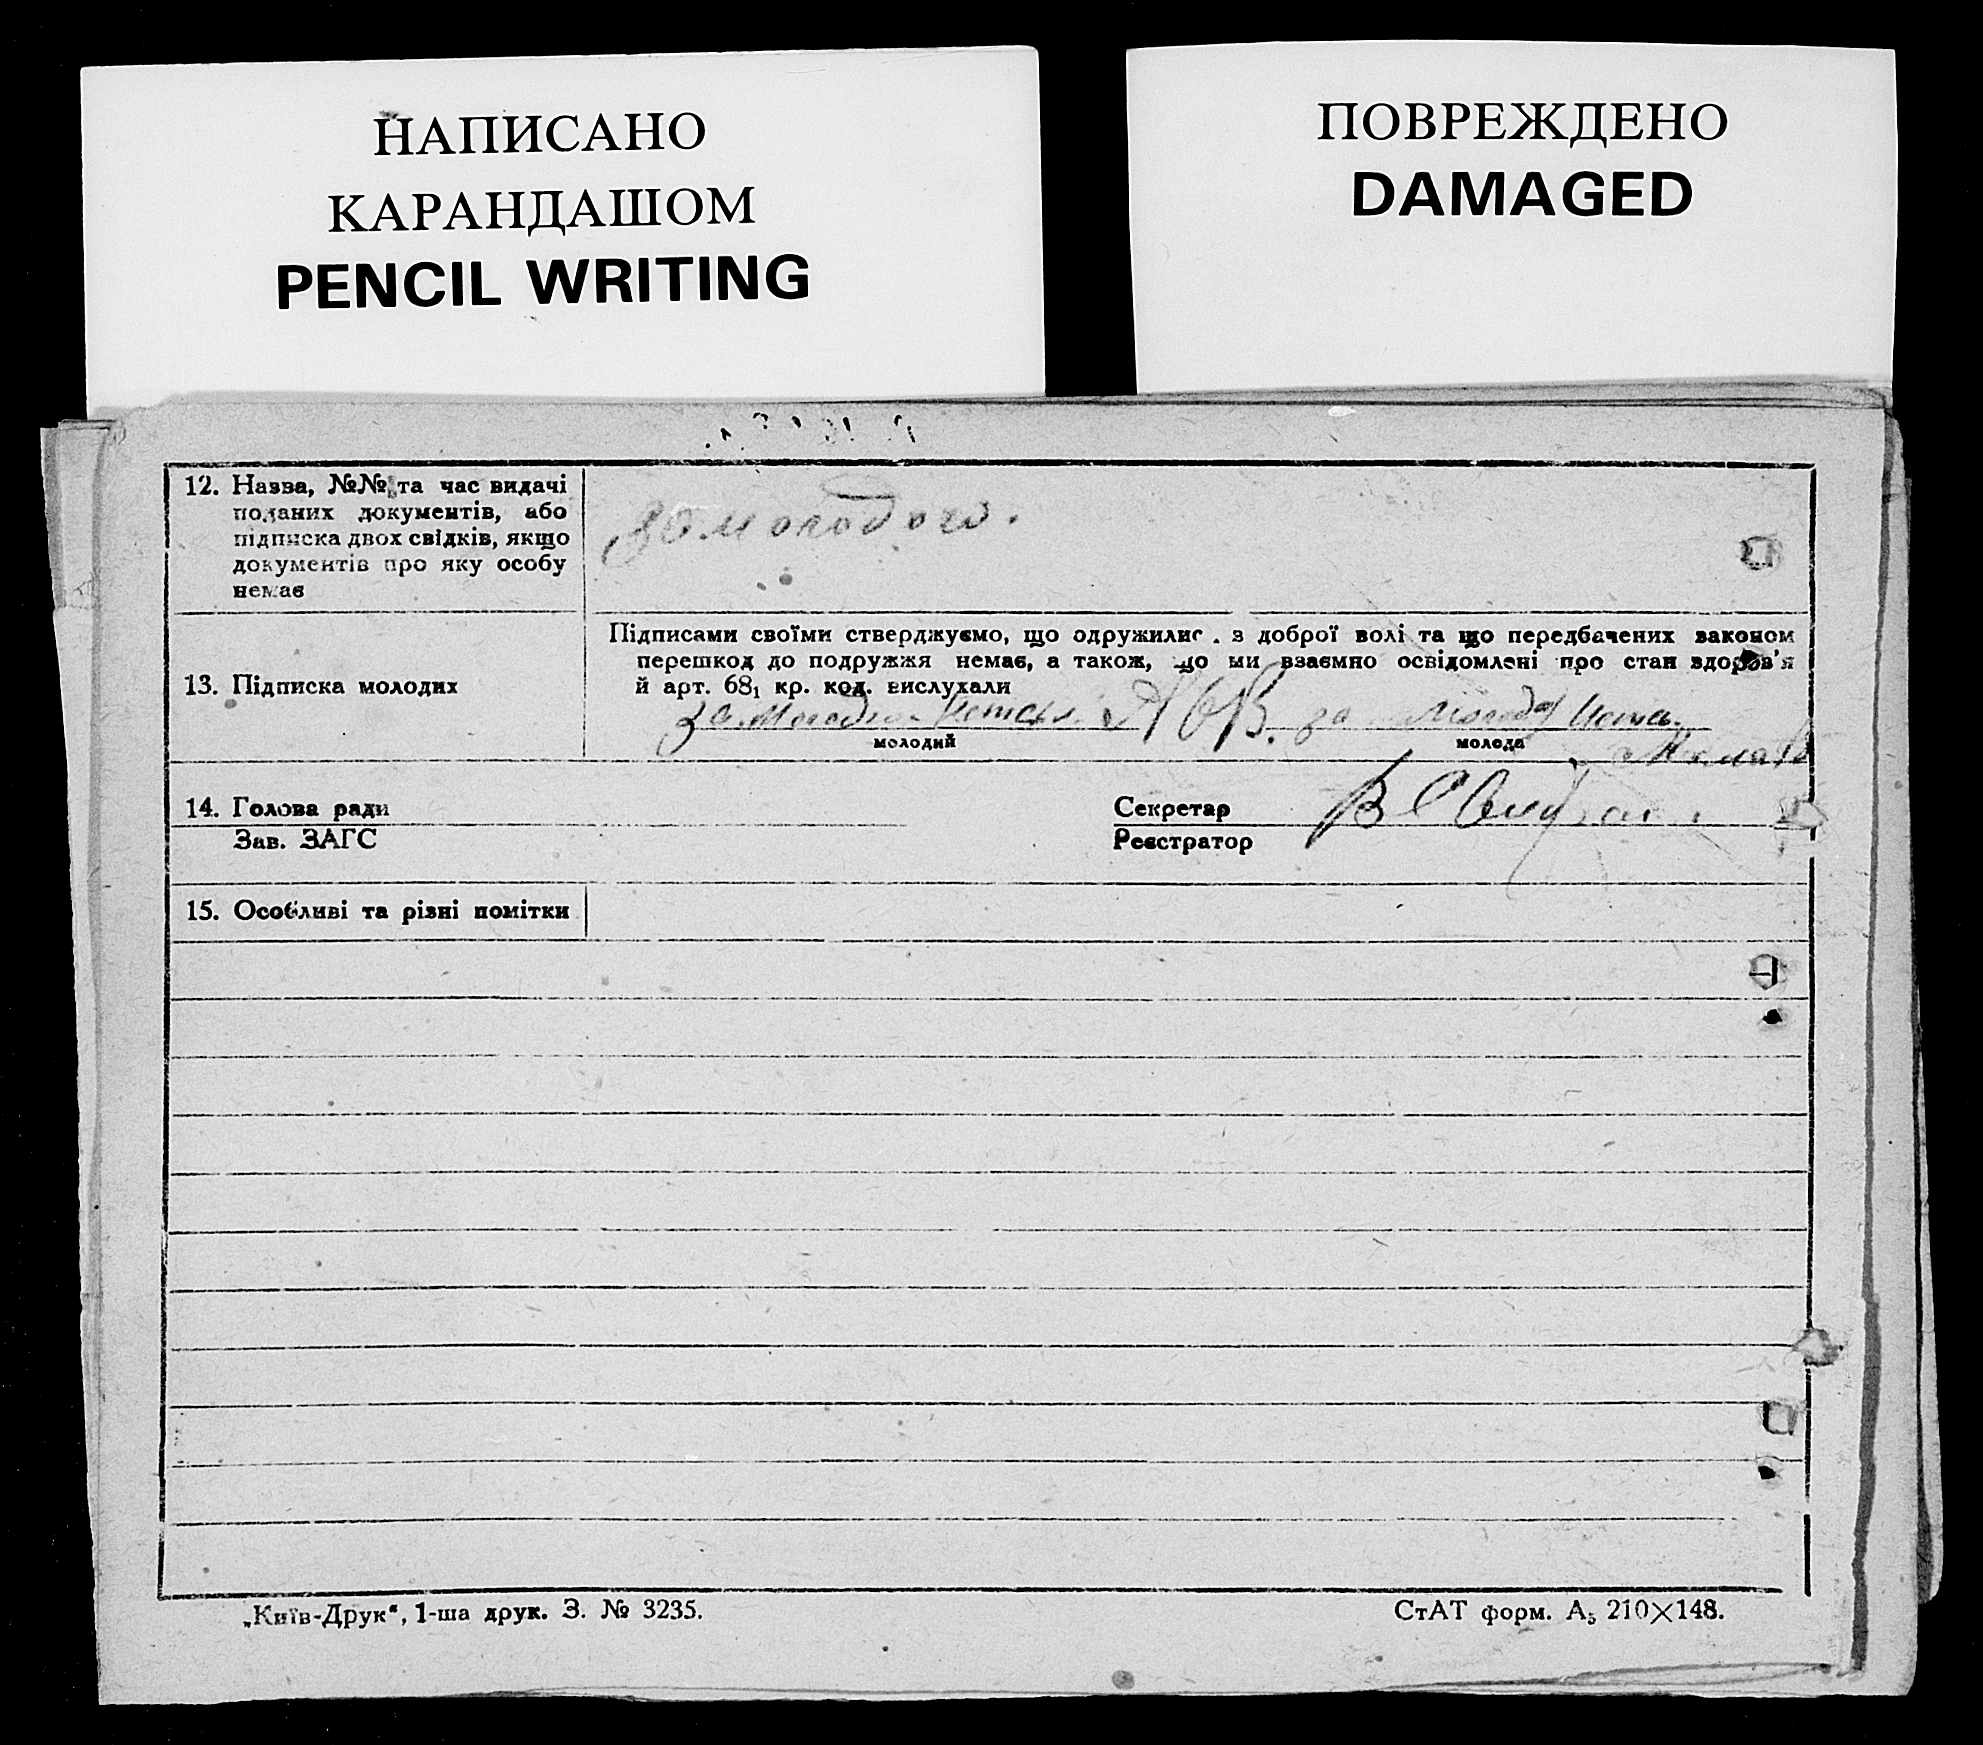 НАПИСАНО
КАРАНДАШОМ
PENCIL WRITING
ПОВРЕЖДЕНО
DAMAGED
12. Назва, №№ та час видачі
поданих документів, або
підписка двох свідків, якщо
документів про яку особу
немає
молодого.
Підписами своїми стверджуємо, що одружились з доброї волі та що передбачених законом
перешкод до подружжя немає, а також, що ми взаємно освідомлені про стан здоров'я
й арт. 68₁ кр. код. вислухали
13. Підписка молодих
за
за
молодий
молода
14. Голова ради
Секретар
Зав. ЗАГС
Реєстратор
15. Особливі та різні помітки
„Київ-Друк“, 1-ша друк. З. № 3235.
СтАТ форм. А₅ 210×148.